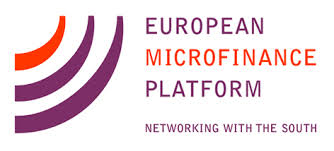 EUROPEAN
MICROFINANCE
PLATFORM
NETWORKING WITH THE SOUTH